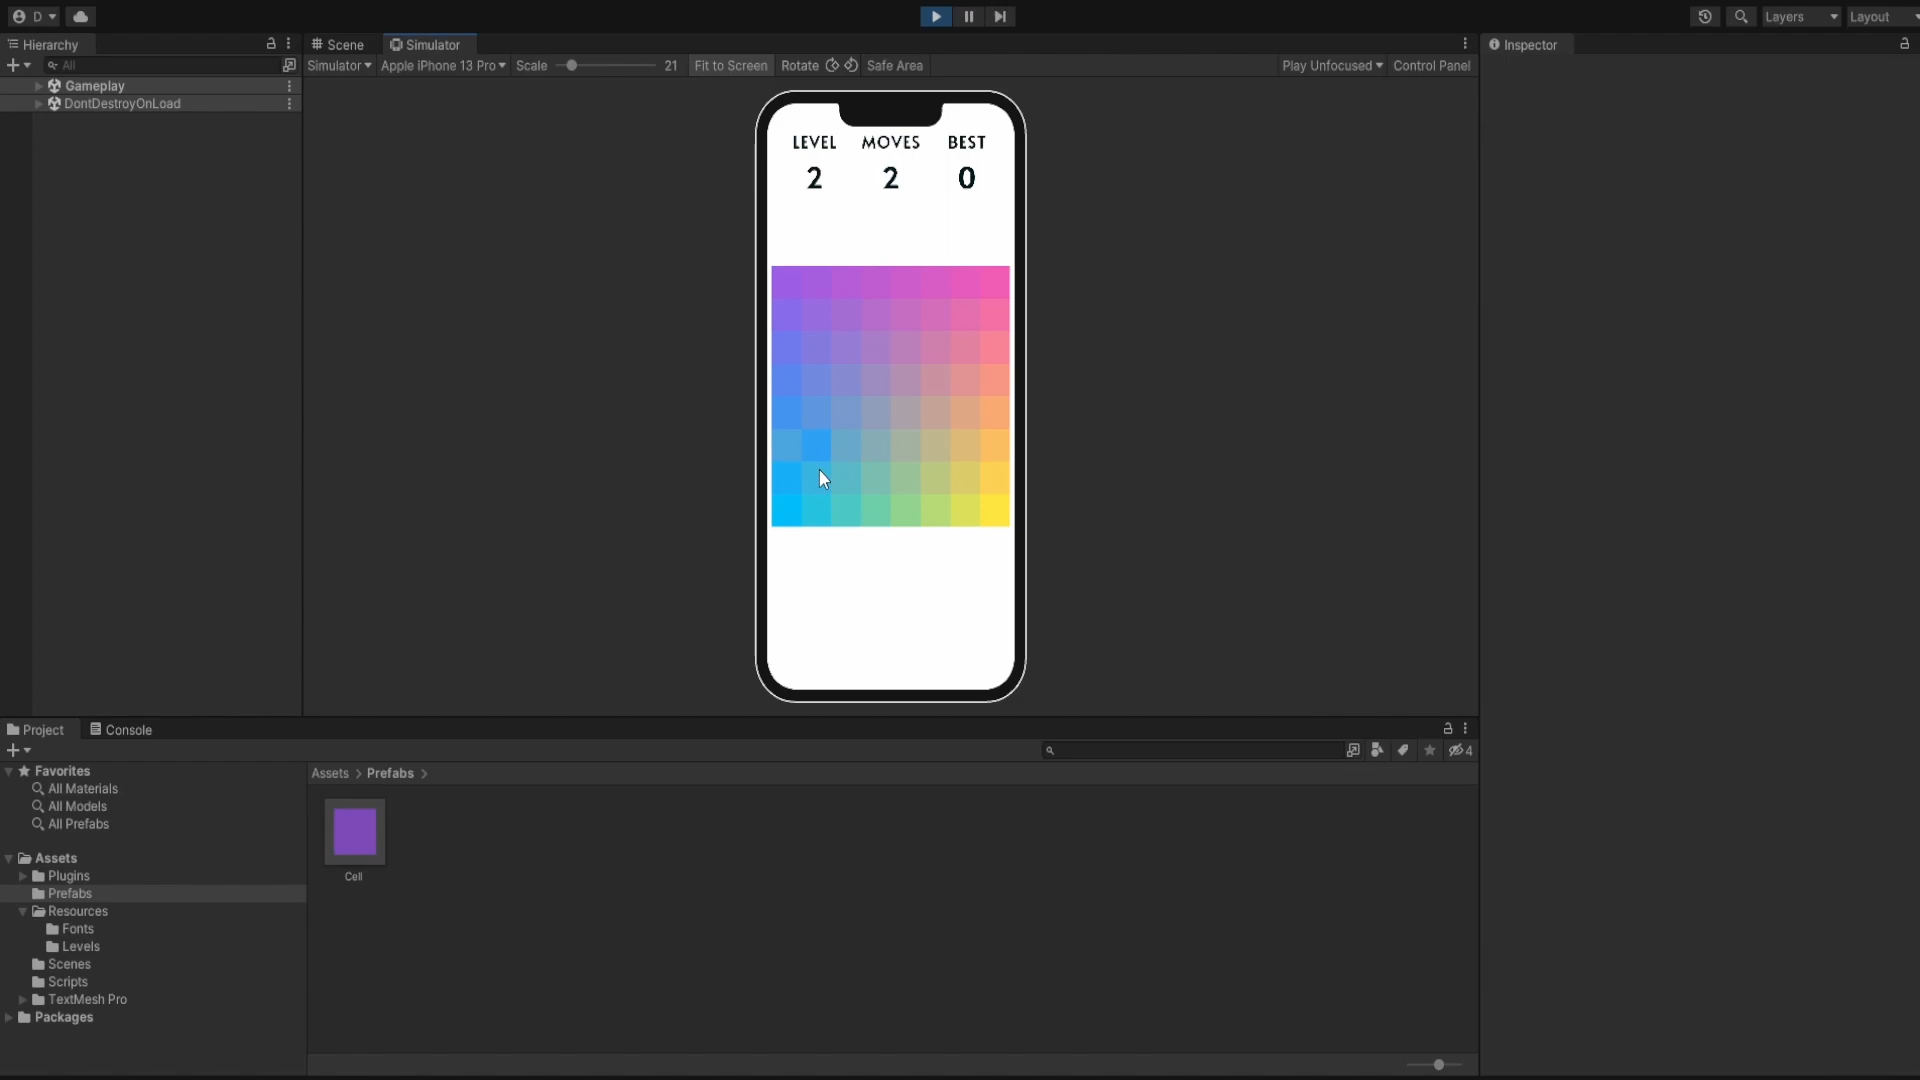 D
Layers
Layout
Hierarchy
Scene
Simulator
Inspector
All
Simulator
Apple iPhone 13 Pro
Scale
21
Fit to Screen
Rotate
Safe Area
Play Unfocused
Control Panel
Gameplay
DontDestroyOnLoad
LEVEL MOVES BEST
2 2 0
Project
Console
4
Favorites
All Materials
All Models
All Prefabs
Assets
Plugins
Prefabs
Resources
Fonts
Levels
Scenes
Scripts
TextMesh Pro
Packages
Assets > Prefabs >
Cell